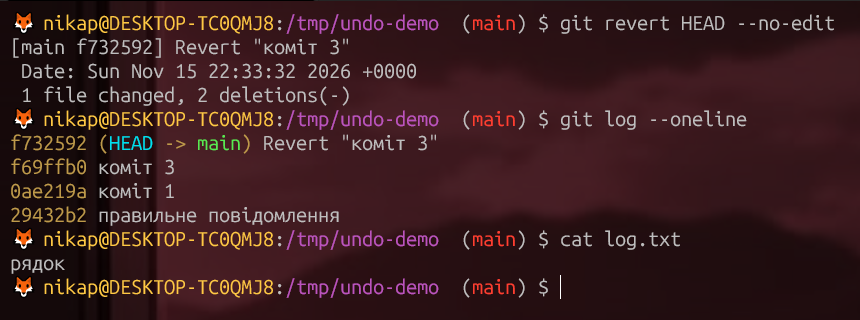 🦊 nikap@DESKTOP-TC0QMJ8:/tmp/undo-demo (main) $ git revert HEAD --no-edit
[main f732592] Revert "коміт 3"
Date: Sun Nov 15 22:33:32 2026 +0000
1 file changed, 2 deletions(-)
🦊 nikap@DESKTOP-TC0QMJ8:/tmp/undo-demo (main) $ git log --oneline
f732592 (HEAD -> main) Revert "коміт 3"
f69ffb0 коміт 3
0ae219a коміт 1
29432b2 правильне повідомлення
🦊 nikap@DESKTOP-TC0QMJ8:/tmp/undo-demo (main) $ cat log.txt
рядок
🦊 nikap@DESKTOP-TC0QMJ8:/tmp/undo-demo (main) $